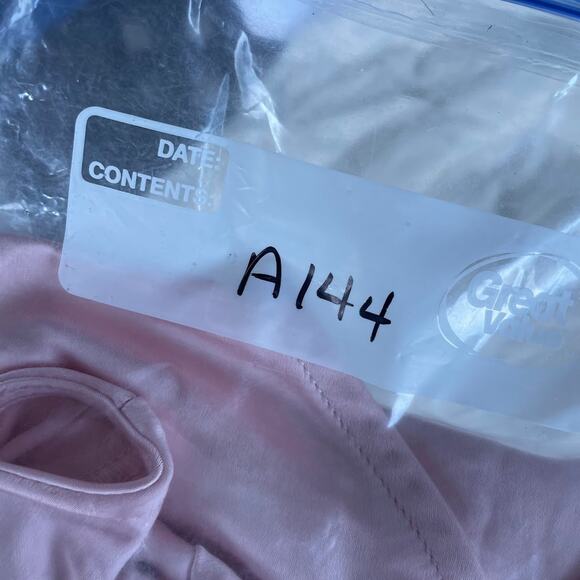 DATE:
CONTENTS:
A144
Great
Value